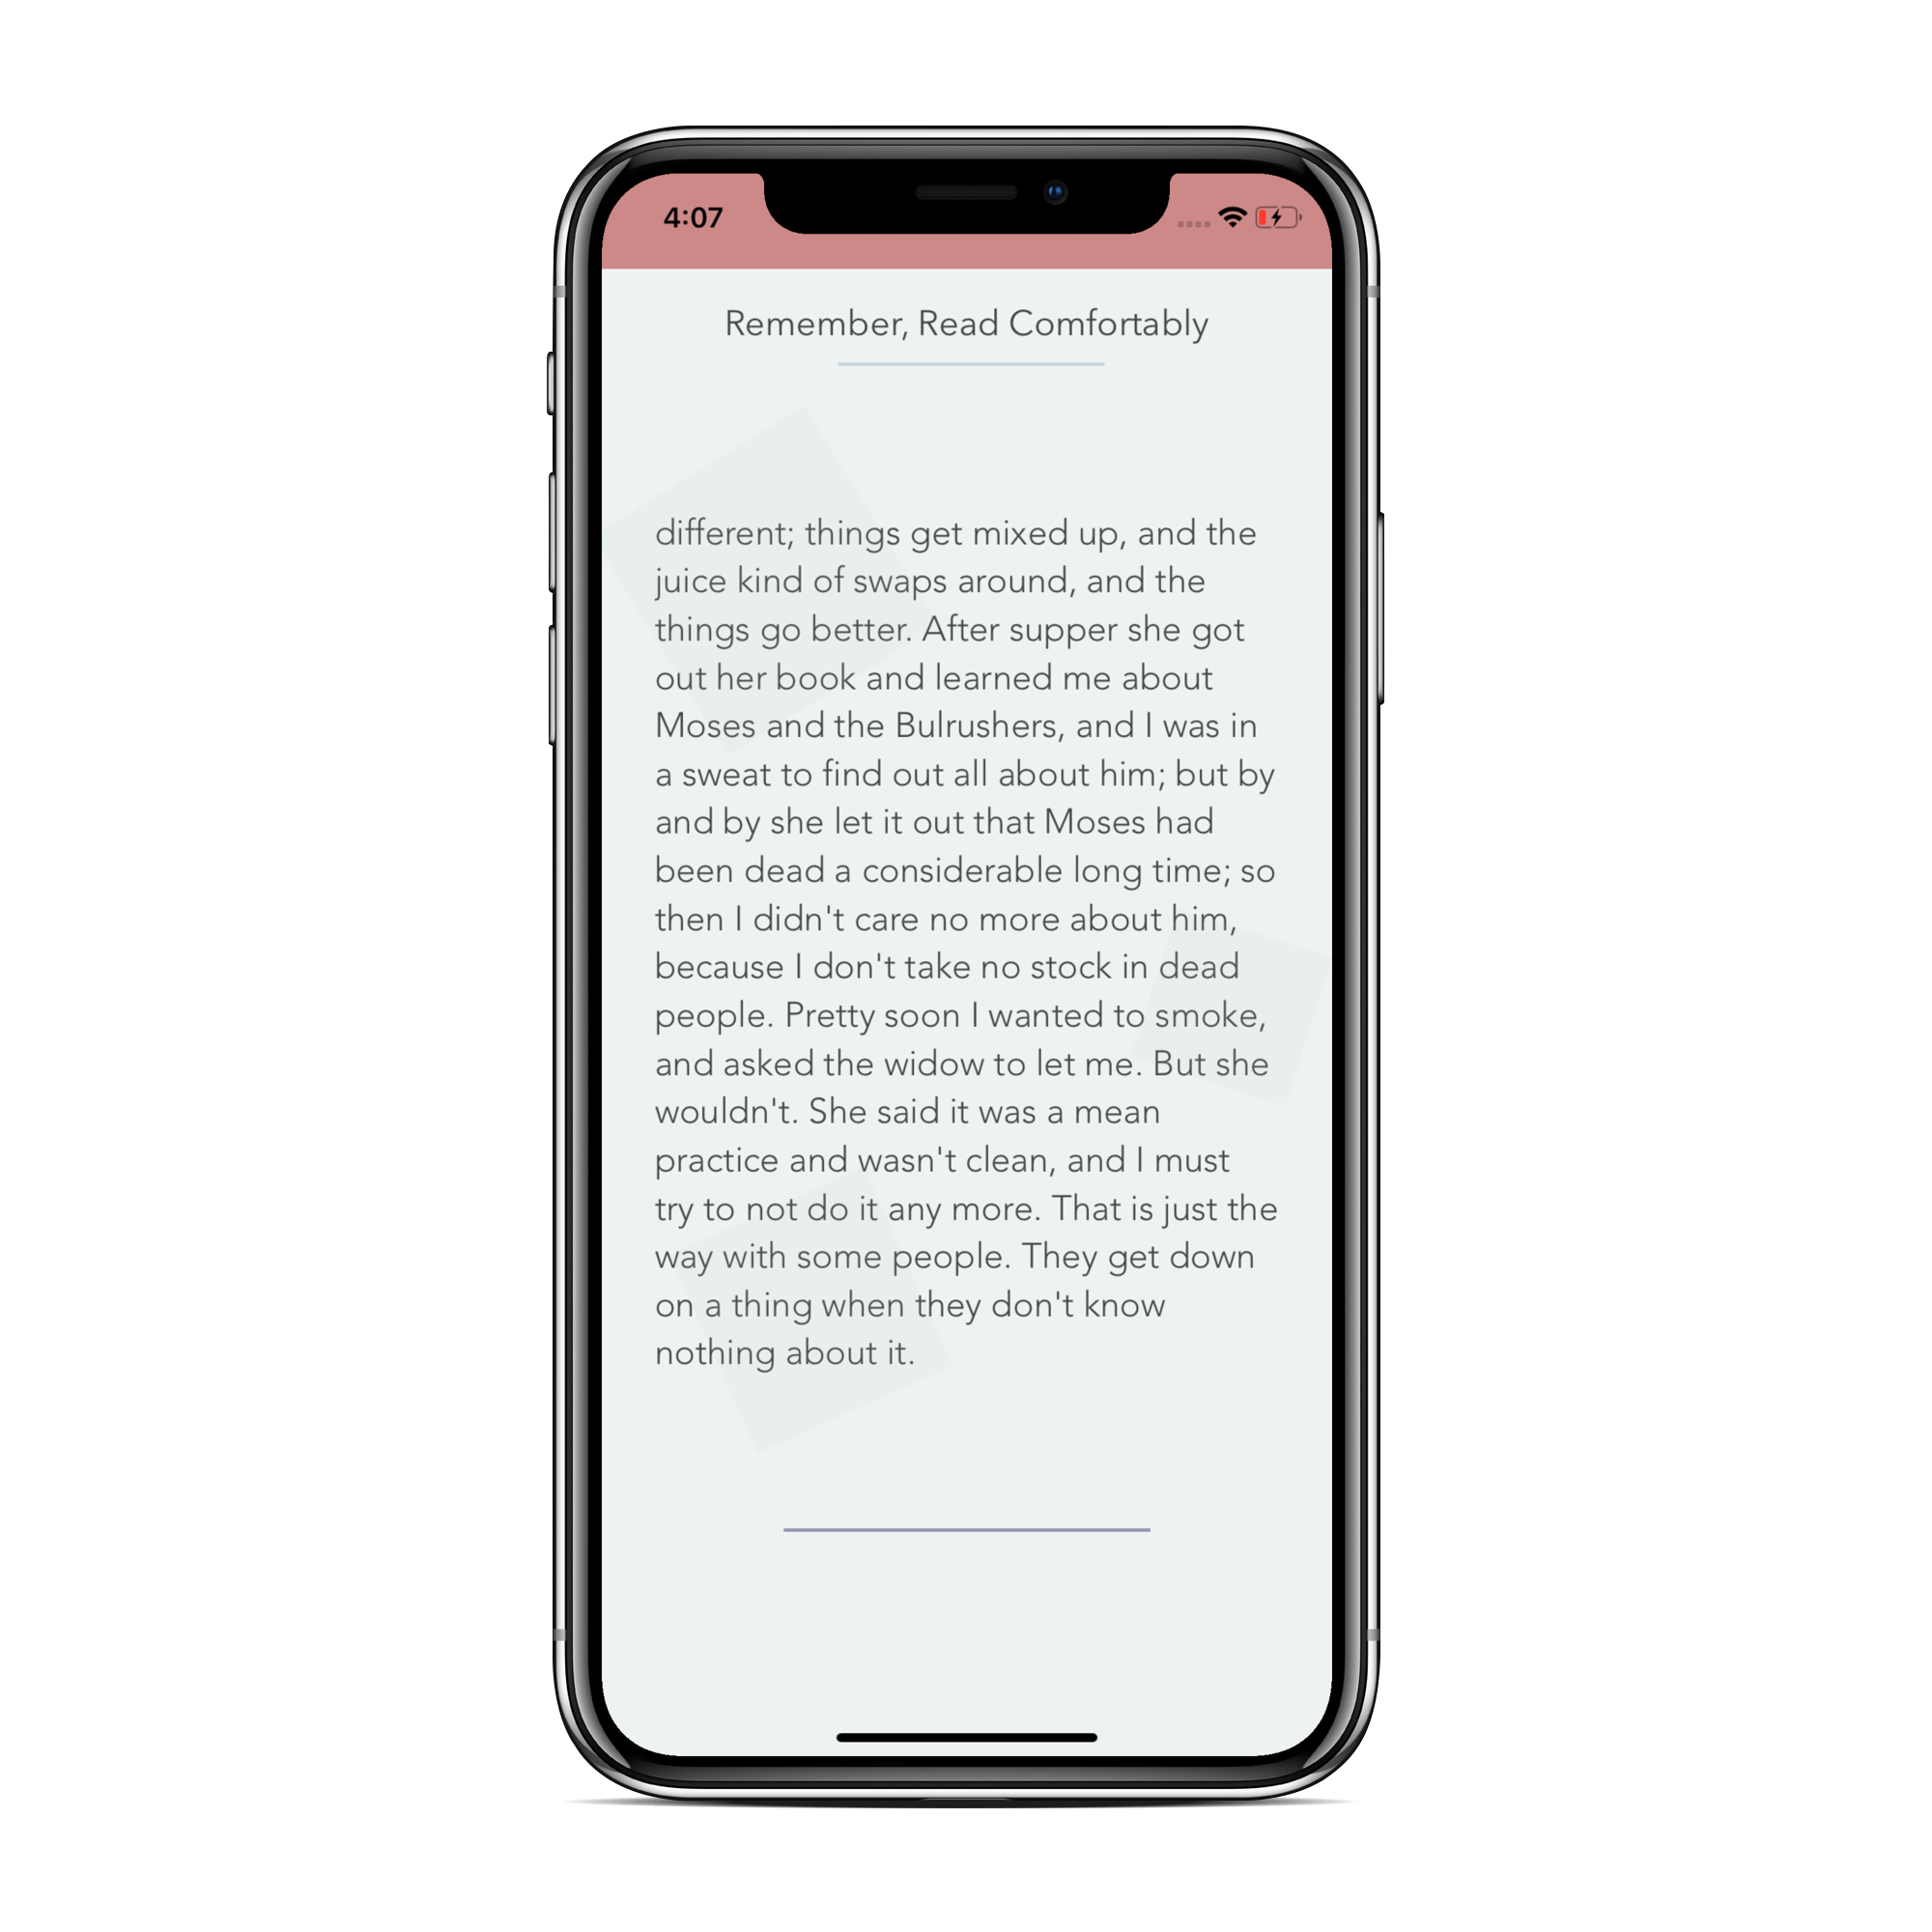 4:07
Remember, Read Comfortably
different; things get mixed up, and the
juice kind of swaps around, and the
things go better. After supper she got
out her book and learned me about
Moses and the Bulrushers, and I was in
a sweat to find out all about him; but by
and by she let it out that Moses had
been dead a considerable long time; so
then I didn't care no more about him,
because I don't take no stock in dead
people. Pretty soon I wanted to smoke,
and asked the widow to let me. But she
wouldn't. She said it was a mean
practice and wasn't clean, and I must
try to not do it any more. That is just the
way with some people. They get down
on a thing when they don't know
nothing about it.